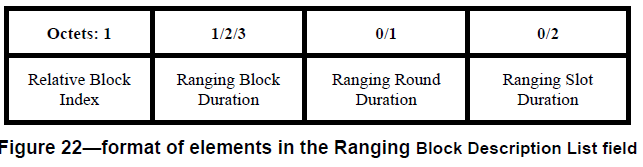 Octets: 1 1/2/3 0/1 0/2
Relative Block Ranging Block Ranging Round Ranging Slot
Index Duration Duration Duration
Figure 22—format of elements in the Ranging Block Description List field